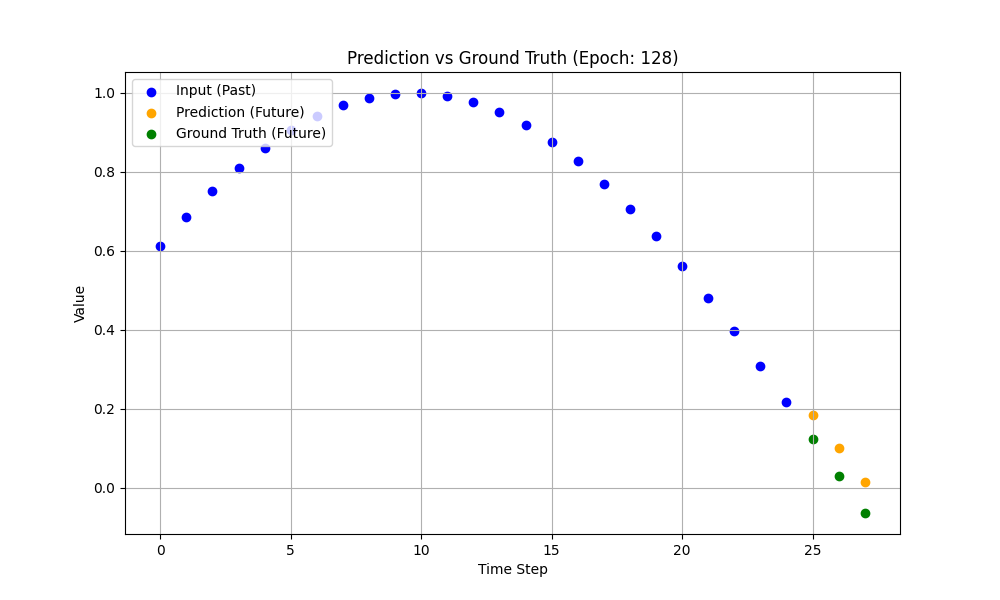 Prediction vs Ground Truth (Epoch: 128)
Input (Past)
Prediction (Future)
Ground Truth (Future)
Value
1.0
0.8
0.6
0.4
0.2
0.0
0
5
10
15
20
25
Time Step